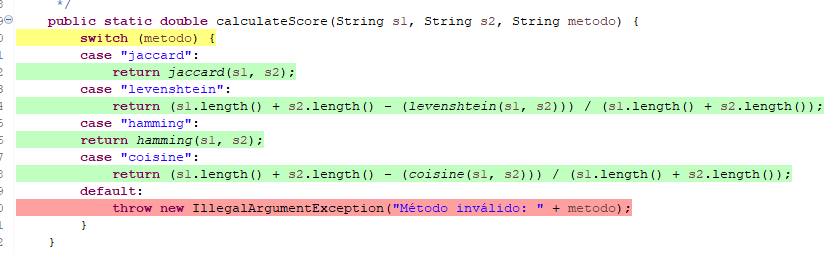 */
public static double calculateScore(String s1, String s2, String metodo) {
switch (metodo) {
case "jaccard":
return jaccard(s1, s2);
case "levenshtein":
return (s1.length() + s2.length() - (levenshtein(s1, s2))) / (s1.length() + s2.length());
case "hamming":
return hamming(s1, s2);
case "coisine":
return (s1.length() + s2.length() - (coisine(s1, s2))) / (s1.length() + s2.length());
default:
throw new IllegalArgumentException("Método inválido: " + metodo);
}
}